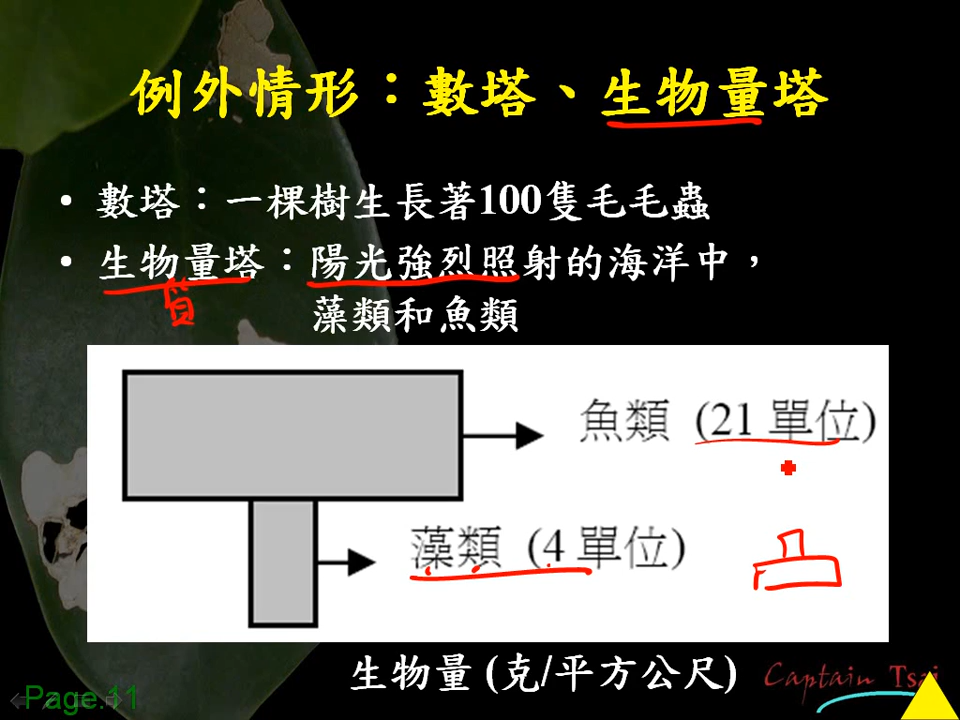 例外情形：數塔、生物量塔
• 數塔：一棵樹生長著100隻毛毛蟲
• 生物量塔：陽光強烈照射的海洋中，
質
藻類和魚類
魚類 (21 單位)
藻類 (4 單位)
生物量 (克/平方公尺)
Page.11
Captain Tsai